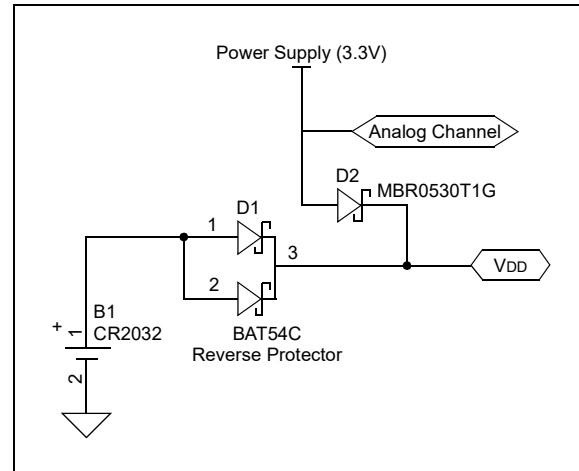 Power Supply (3.3V)
Analog Channel
D2
MBR0530T1G
D1
1
3
2
VDD
B1
+
1
CR2032
BAT54C
2
Reverse Protector